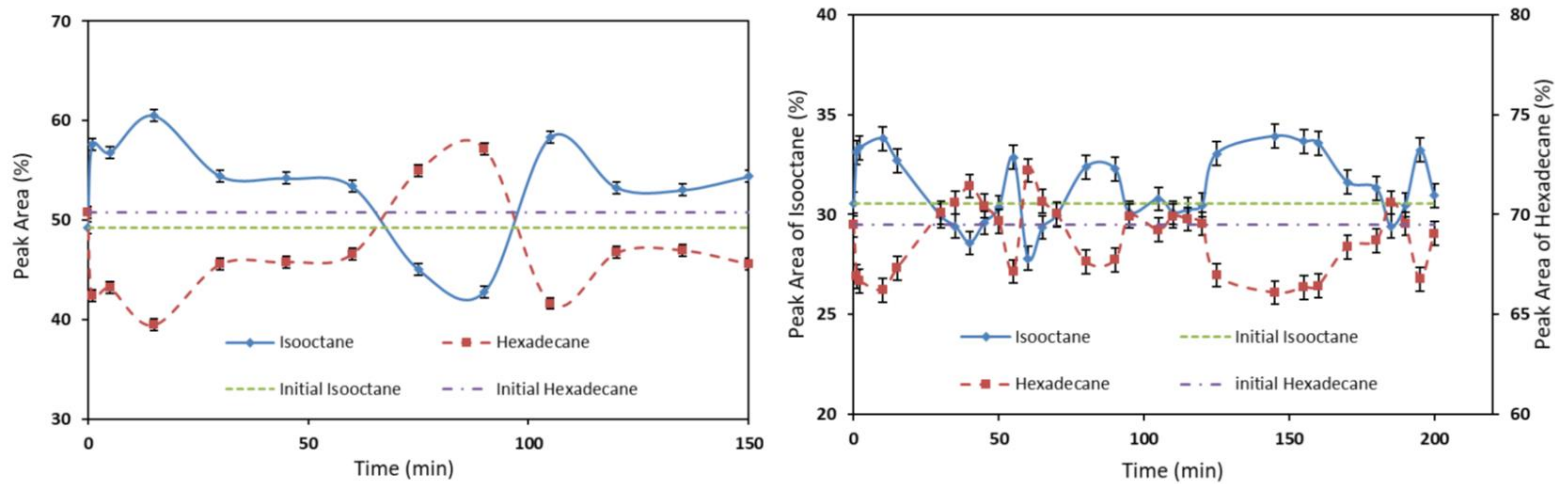 70
60
50
40
30
Peak Area (%)
Isooctane
Hexadecane
Initial Isooctane
Initial Hexadecane
0
50
100
150
Time (min)
40
35
30
25
20
Peak Area of Isooctane (%)
80
75
70
65
60
Peak Area of Hexadecane (%)
Isooctane
Initial Isooctane
Hexadecane
initial Hexadecane
0
50
100
150
200
Time (min)